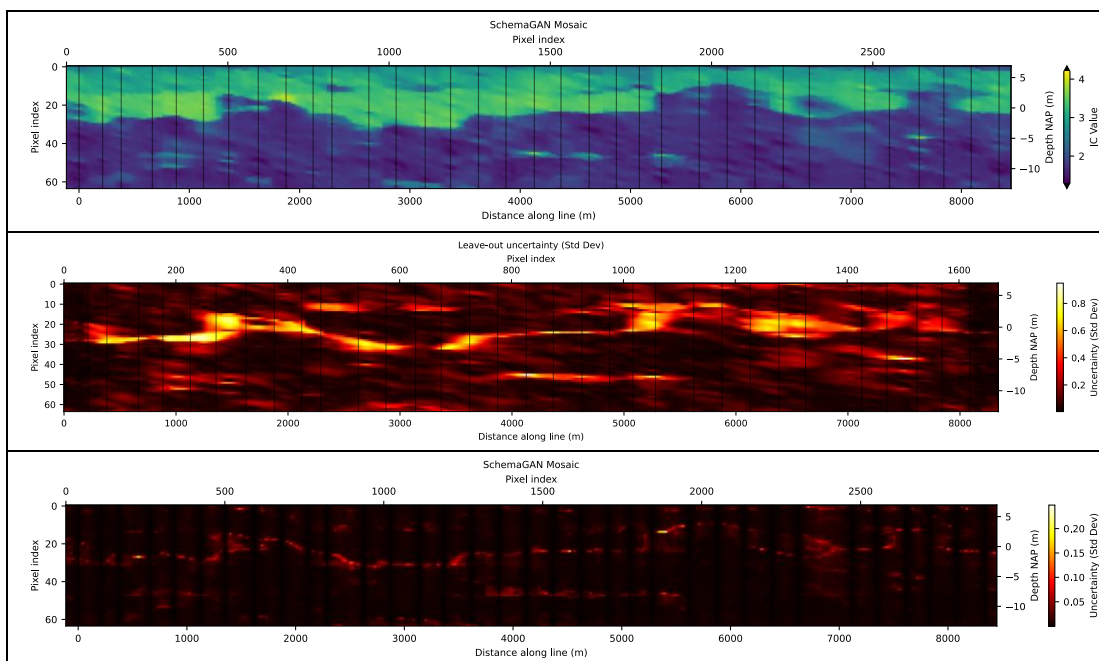 SchemaGAN Mosaic
Pixel index
0 500 1000 1500 2000 2500
0
20
40
60
Pixel index
5
0
−5
−10
Depth NAP (m)
4
3
2
IC Value
0 1000 2000 3000 4000 5000 6000 7000 8000
Distance along line (m)
Leave-out uncertainty (Std Dev)
Pixel index
0 200 400 600 800 1000 1200 1400 1600
0
10
20
30
40
50
60
Pixel index
5
0
−5
−10
Depth NAP (m)
0.8
0.6
0.4
0.2
Uncertainty (Std Dev)
0 1000 2000 3000 4000 5000 6000 7000 8000
Distance along line (m)
SchemaGAN Mosaic
Pixel index
0 500 1000 1500 2000 2500
0
20
40
60
Pixel index
5
0
−5
−10
Depth NAP (m)
0.20
0.15
0.10
0.05
Uncertainty (Std Dev)
0 1000 2000 3000 4000 5000 6000 7000 8000
Distance along line (m)